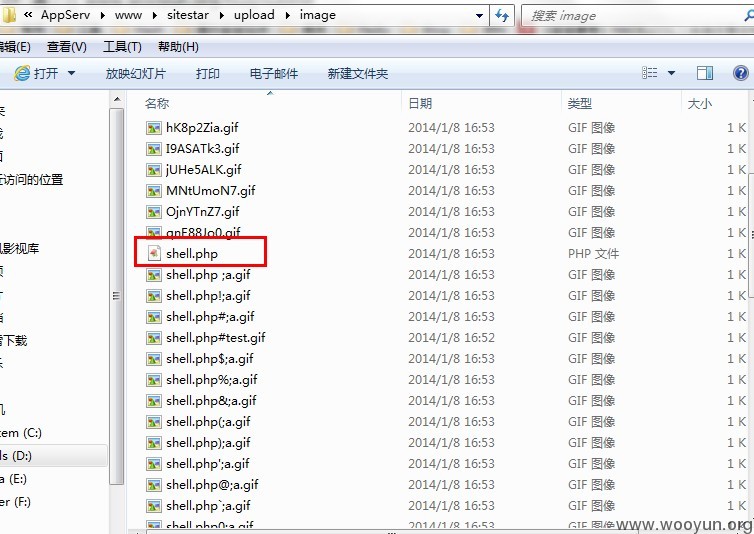 « AppServ ▸ www ▸ sitestar ▸ upload ▸ image
搜索 image
编辑(E) 查看(V) 工具(T) 帮助(H)
打开 放映幻灯片 打印 电子邮件 新建文件夹
名称 日期 类型 大小
hK8p2Zia.gif 2014/1/8 16:53 GIF 图像 1 K
I9ASATk3.gif 2014/1/8 16:53 GIF 图像 1 K
jUHe5ALK.gif 2014/1/8 16:53 GIF 图像 1 K
MNtUmoN7.gif 2014/1/8 16:53 GIF 图像 1 K
近访问的位置
OjnYTnZ7.gif 2014/1/8 16:53 GIF 图像 1 K
qnF88Jo0.gif 2014/1/8 16:53 GIF 图像 1 K
风影视库
shell.php 2014/1/8 16:53 PHP 文件 1 K
shell.php ;a.gif 2014/1/8 16:53 GIF 图像 1 K
shell.php!;a.gif 2014/1/8 16:53 GIF 图像 1 K
shell.php#;a.gif 2014/1/8 16:53 GIF 图像 1 K
雷下载
shell.php#test.gif 2014/1/8 16:52 GIF 图像 1 K
shell.php$;a.gif 2014/1/8 16:53 GIF 图像 1 K
shell.php%;a.gif 2014/1/8 16:53 GIF 图像 1 K
shell.php&;a.gif 2014/1/8 16:53 GIF 图像 1 K
机
shell.php(;a.gif 2014/1/8 16:53 GIF 图像 1 K
tem (C:)
shell.php);a.gif 2014/1/8 16:53 GIF 图像 1 K
ls (D:)
shell.php';a.gif 2014/1/8 16:53 GIF 图像 1 K
a (E:)
shell.php@;a.gif 2014/1/8 16:53 GIF 图像 1 K
er (F:)
shell.php`;a.gif 2014/1/8 16:53 GIF 图像 1 K
shell.php0;a.gif 2014/1/8 16:53 GIF 图像 1 K
www.wooyun.org